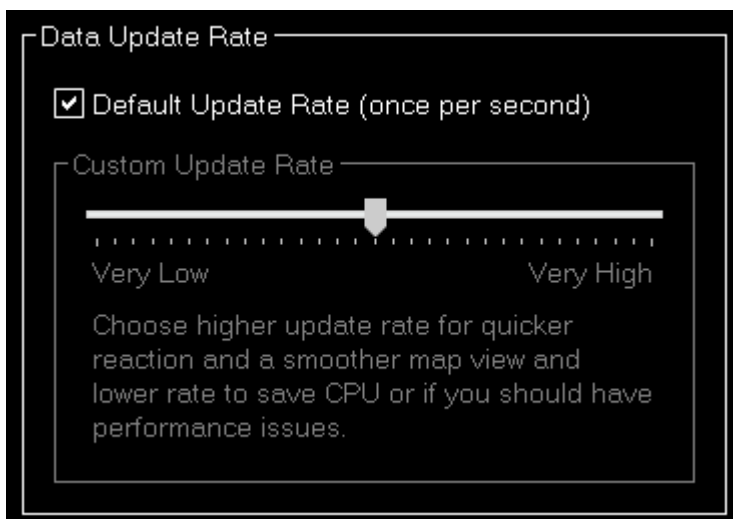 Data Update Rate
Default Update Rate (once per second)
Custom Update Rate
Very Low
Very High
Choose higher update rate for quicker
reaction and a smoother map view and
lower rate to save CPU or if you should have
performance issues.